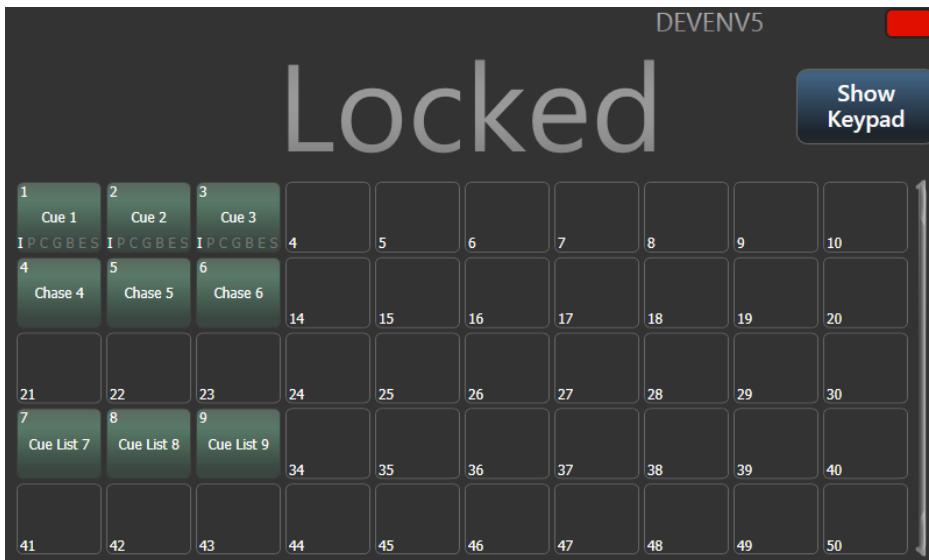 DEVENV5
Locked
Show
Keypad
1 2 3
Cue 1 Cue 2 Cue 3
I P C G B E S I P C G B E S I P C G B E S 4 5 6 7 8 9 10
4 5 6
Chase 4 Chase 5 Chase 6
14 15 16 17 18 19 20
21 22 23 24 25 26 27 28 29 30
7 8 9
Cue List 7 Cue List 8 Cue List 9
34 35 36 37 38 39 40
41 42 43 44 45 46 47 48 49 50